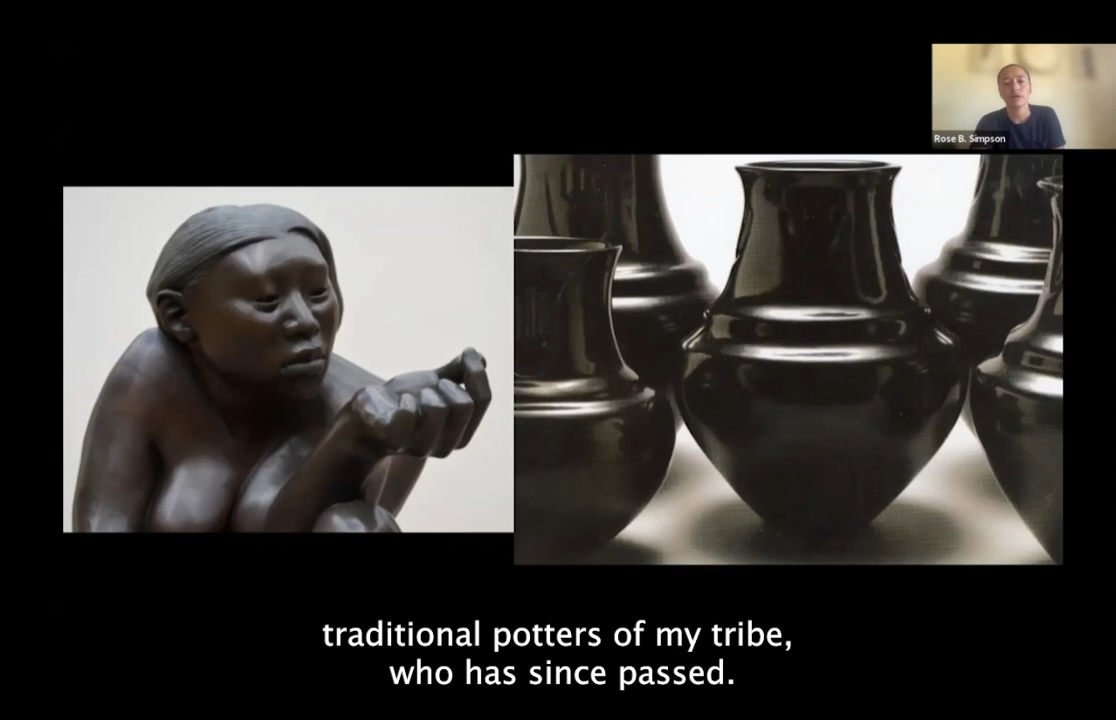 Rose B. Simpson
traditional potters of my tribe,
who has since passed.